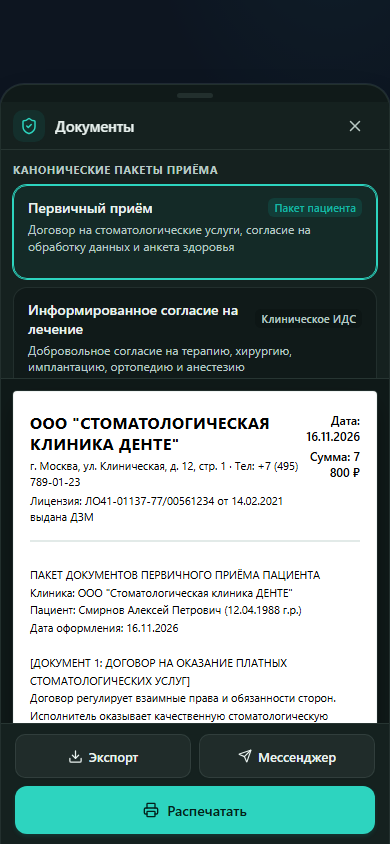 Документы
КАНОНИЧЕСКИЕ ПАКЕТЫ ПРИЁМА
Первичный приём
Пакет пациента
Договор на стоматологические услуги, согласие на
обработку данных и анкета здоровья
Информированное согласие на
лечение
Клиническое ИДС
Добровольное согласие на терапию, хирургию,
имплантацию, ортопедию и анестезию
ООО "СТОМАТОЛОГИЧЕСКАЯ
КЛИНИКА ДЕНТЕ"
г. Москва, ул. Клиническая, д. 12, стр. 1 · Тел: +7 (495)
789-01-23
Лицензия: ЛО41-01137-77/00561234 от 14.02.2021
выдана ДЗМ
Дата:
16.11.2026
Сумма: 7
800 ₽
ПАКЕТ ДОКУМЕНТОВ ПЕРВИЧНОГО ПРИЁМА ПАЦИЕНТА
Клиника: ООО "Стоматологическая клиника ДЕНТЕ"
Пациент: Смирнов Алексей Петрович (12.04.1988 г.р.)
Дата оформления: 16.11.2026
[ДОКУМЕНТ 1: ДОГОВОР НА ОКАЗАНИЕ ПЛАТНЫХ
СТОМАТОЛОГИЧЕСКИХ УСЛУГ]
Договор регулирует взаимные права и обязанности сторон.
Исполнитель оказывает качественную стоматологическую
Экспорт
Мессенджер
Распечатать